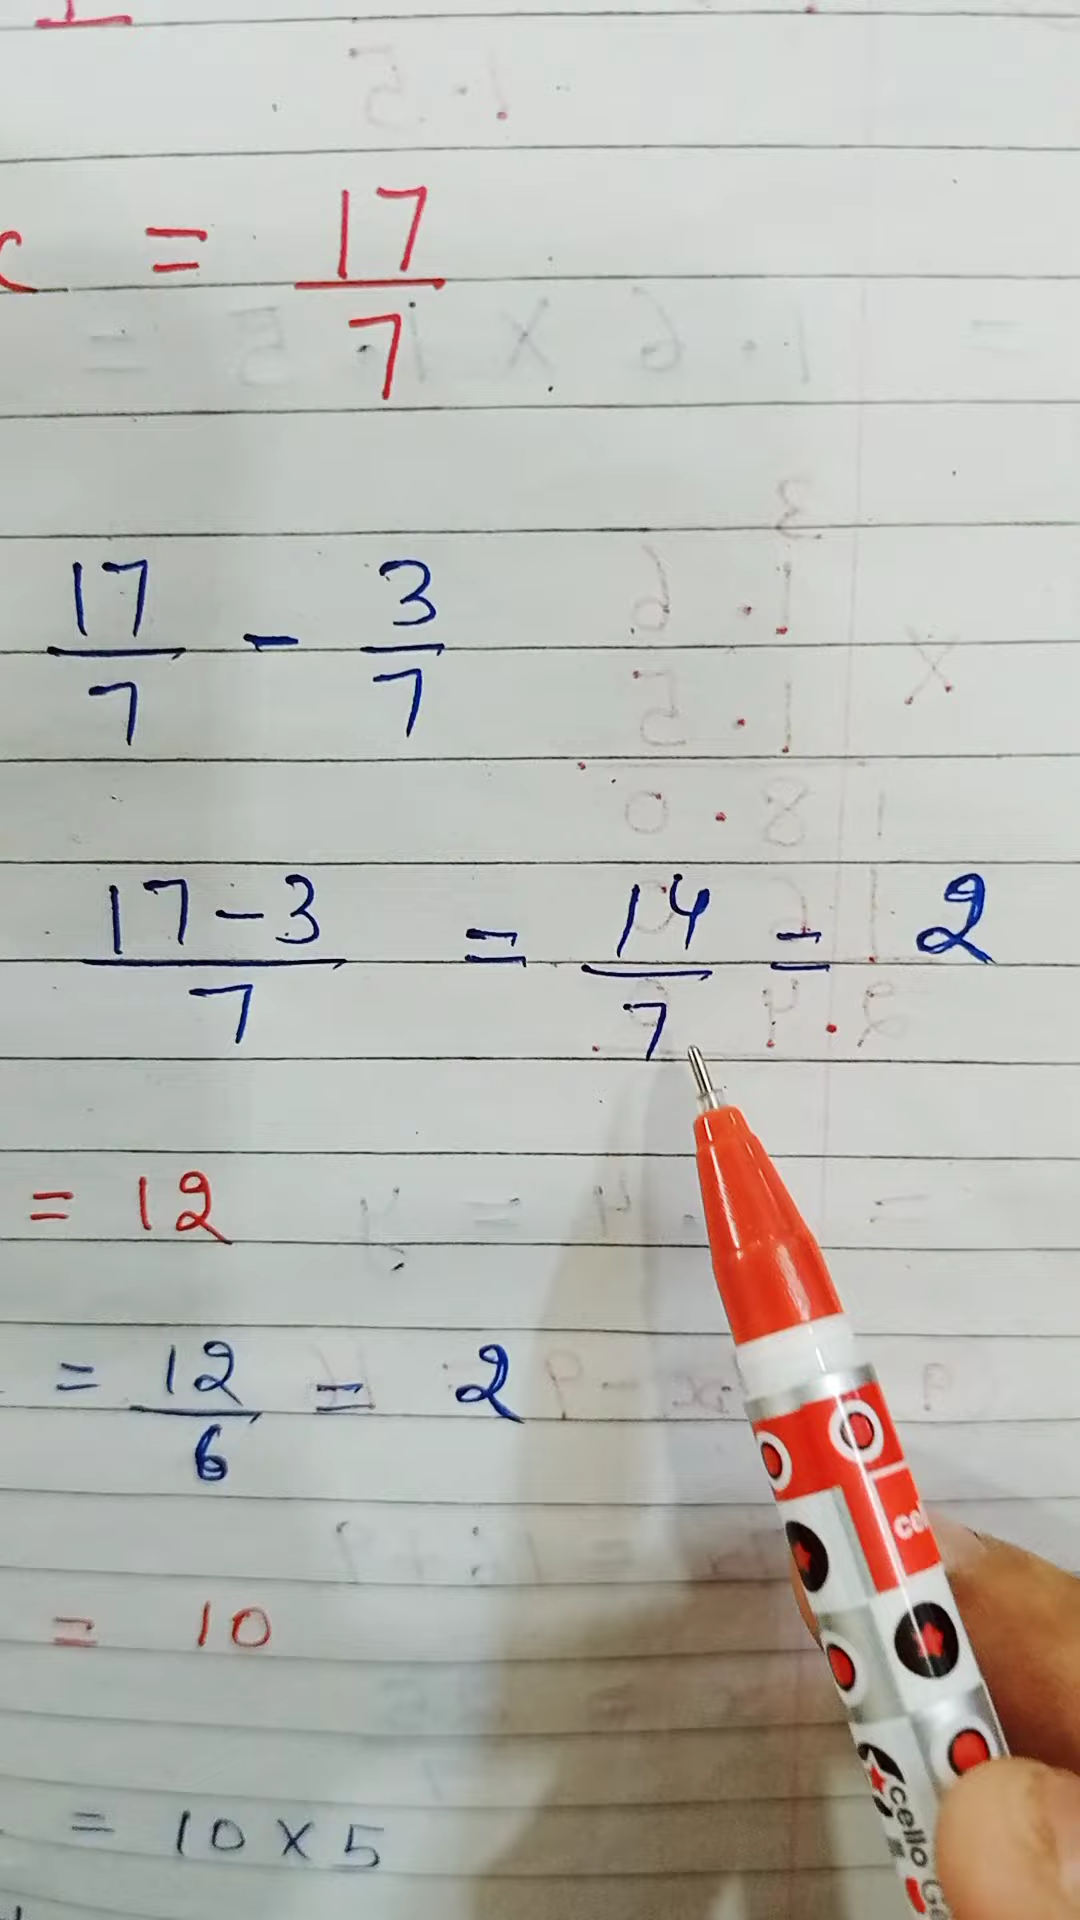 = 17/7
17/7 - 3/7
17-3/7 = 14/7 = 2
= 12
= 12/6 = 2
= 10
= 10 × 5
cello